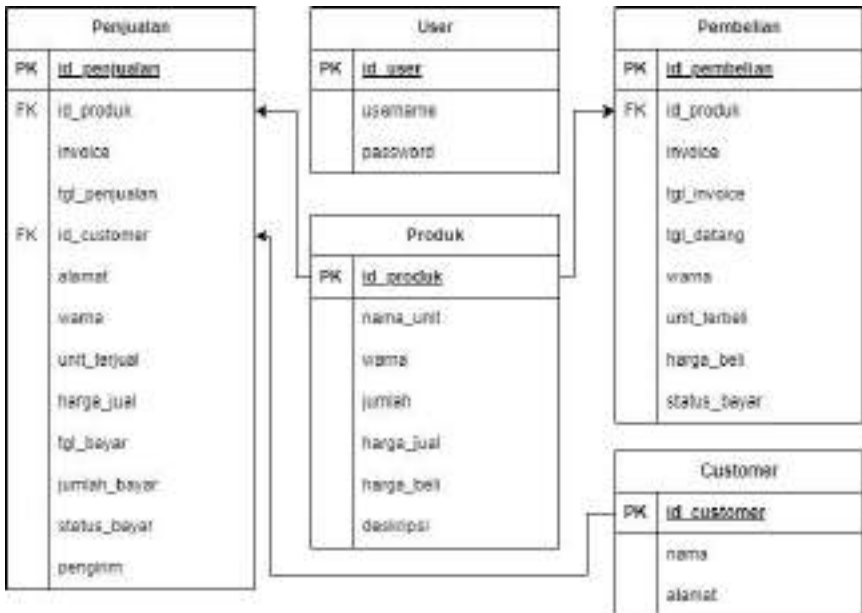 Penjualan
PK id_penjualan
FK id_produk
invoice
tgl_penjualan
FK id_customer
alamat
warna
unit_terjual
harga_jual
tgl_bayar
jumlah_bayar
status_bayar
pengirim
User
PK id_user
username
password
Produk
PK id_produk
nama_unit
warna
jumlah
harga_jual
harga_beli
deskripsi
Pembelian
PK id_pembelian
FK id_produk
invoice
tgl_invoice
tgl_datang
warna
unit_terbeli
harga_beli
status_bayar
Customer
PK id_customer
nama
alamat